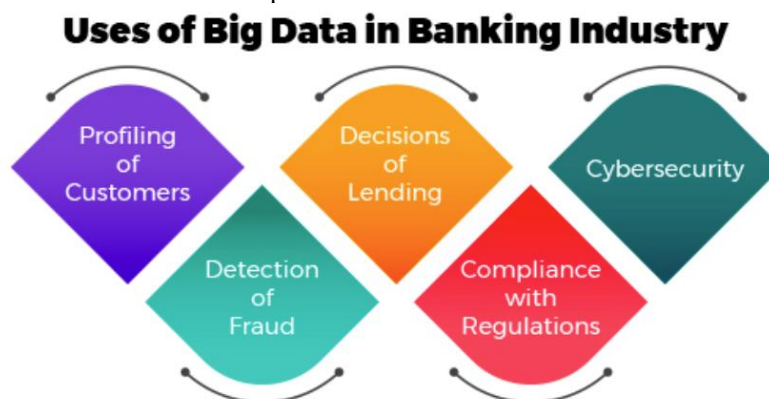 Uses of Big Data in Banking Industry
Profiling
of
Customers
Detection
of
Fraud
Decisions
of
Lending
Compliance
with
Regulations
Cybersecurity